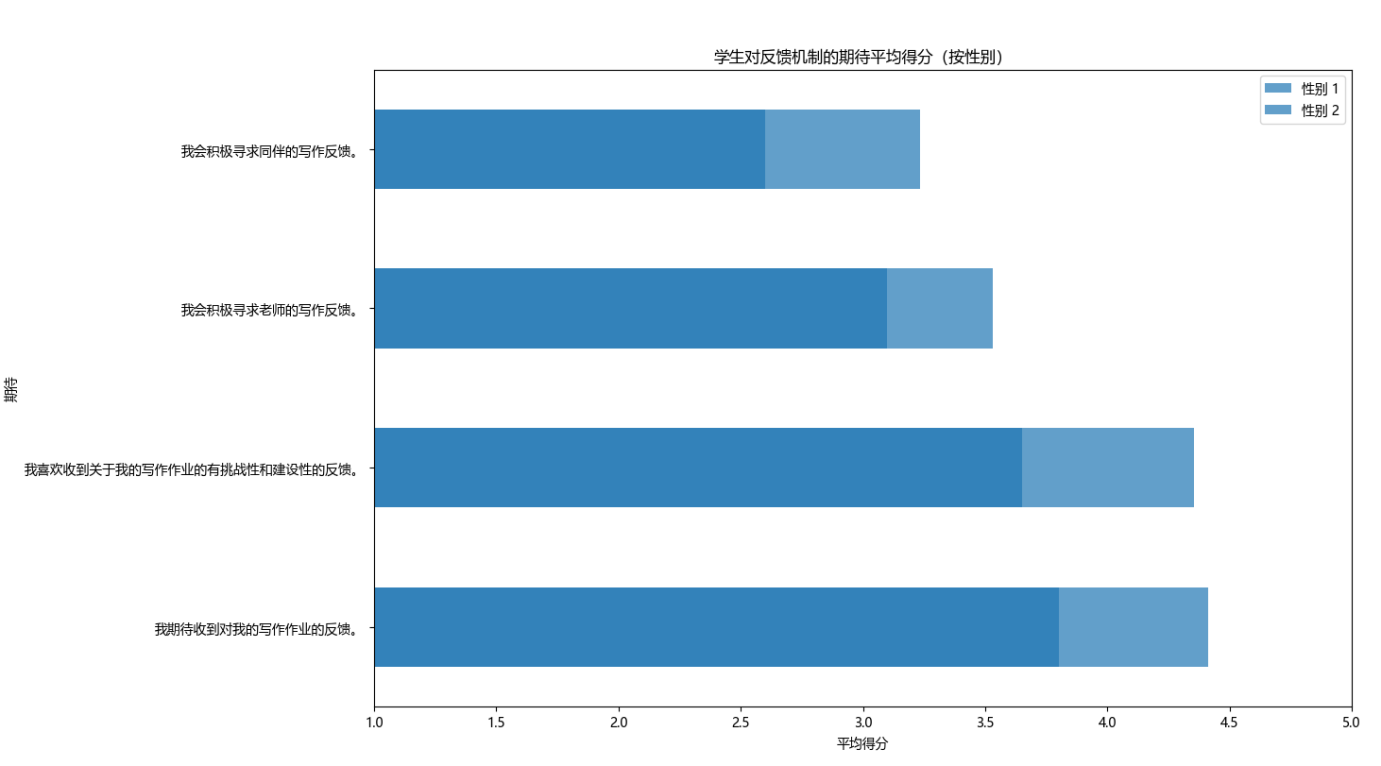 学生对反馈机制的期待平均得分（按性别）
性别 1
性别 2
我会积极寻求同伴的写作反馈。
我会积极寻求老师的写作反馈。
期待
我喜欢收到关于我的写作作业的有挑战性和建设性的反馈。
我期待收到对我的写作作业的反馈。
1.0 1.5 2.0 2.5 3.0 3.5 4.0 4.5 5.0
平均得分